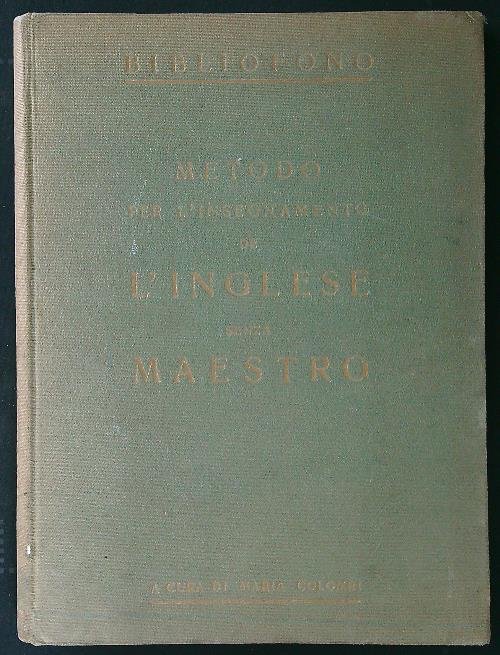 BIBLIOFONO
METODO
PER L'INSEGNAMENTO
DE
L'INGLESE
SENZA
MAESTRO
A CURA DI MARIA COLOMBI